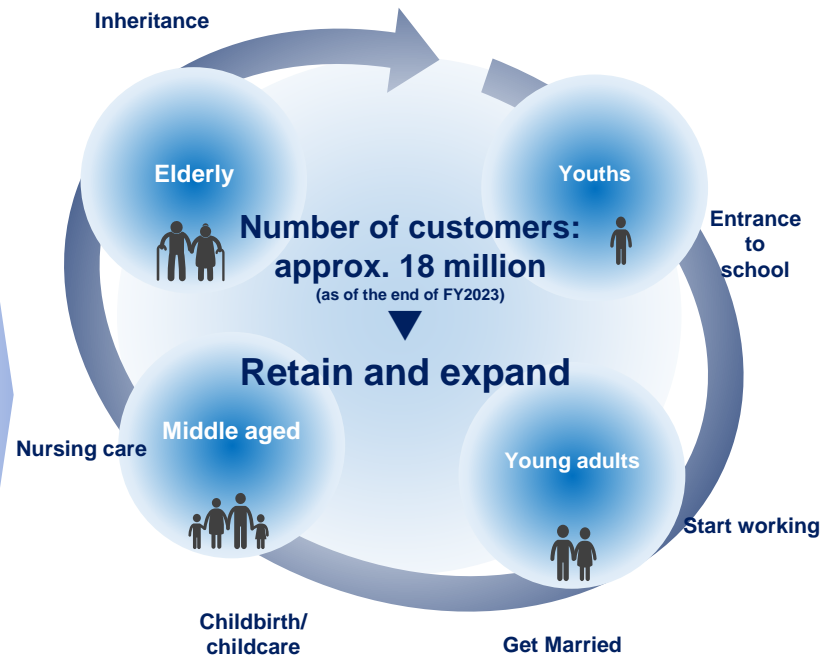 Inheritance
Elderly
Youths
Number of customers:
approx. 18 million
(as of the end of FY2023)
Entrance
to
school
Retain and expand
Middle aged
Nursing care
Young adults
Start working
Childbirth/
childcare
Get Married